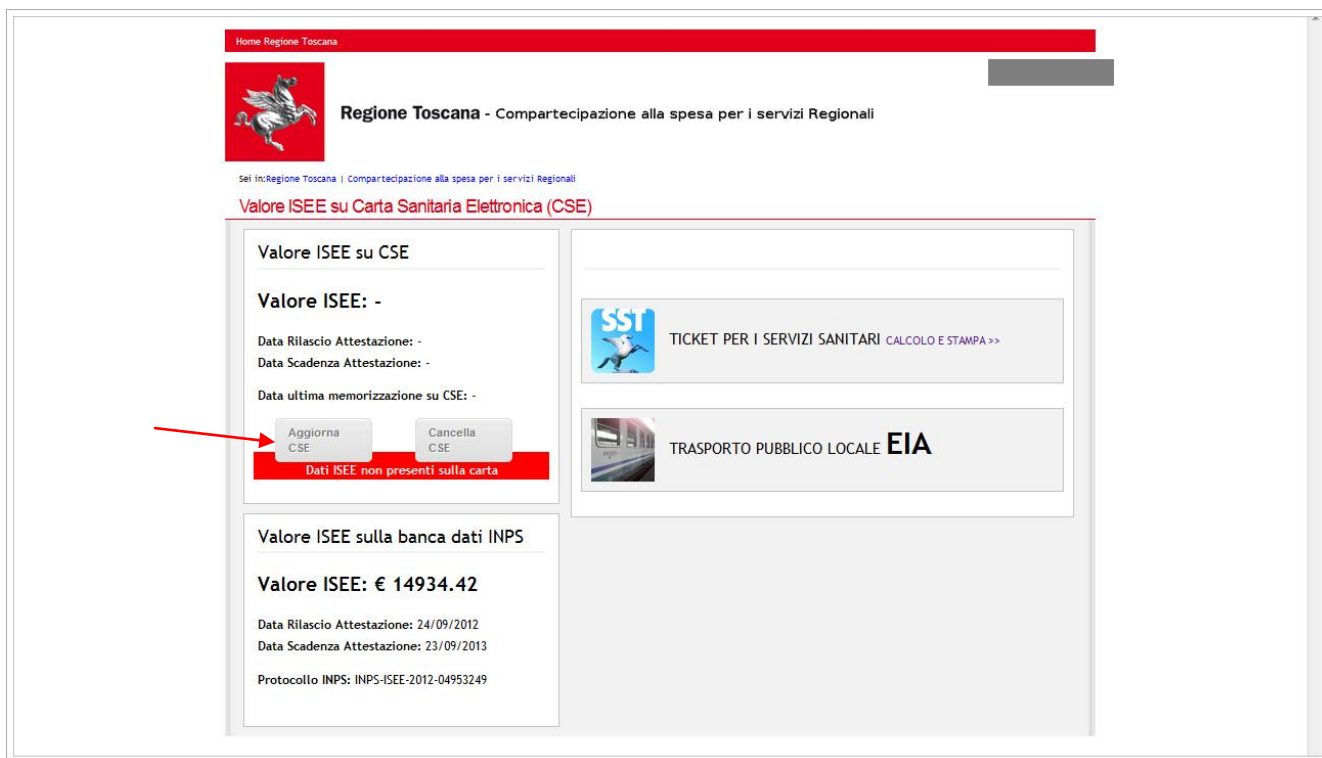 Home Regione Toscana
Regione Toscana - Compartecipazione alla spesa per i servizi Regionali
Sei in:Regione Toscana | Compartecipazione alla spesa per i servizi Regionali
Valore ISEE su Carta Sanitaria Elettronica (CSE)
Valore ISEE su CSE
Valore ISEE: -
Data Rilascio Attestazione: -
Data Scadenza Attestazione: -
Data ultima memorizzazione su CSE: -
Aggiorna
CSE
Cancella
CSE
Dati ISEE non presenti sulla carta
SST
TICKET PER I SERVIZI SANITARI CALCOLO E STAMPA >>
TRASPORTO PUBBLICO LOCALE EIA
Valore ISEE sulla banca dati INPS
Valore ISEE: € 14934.42
Data Rilascio Attestazione: 24/09/2012
Data Scadenza Attestazione: 23/09/2013
Protocollo INPS: INPS-ISEE-2012-04953249